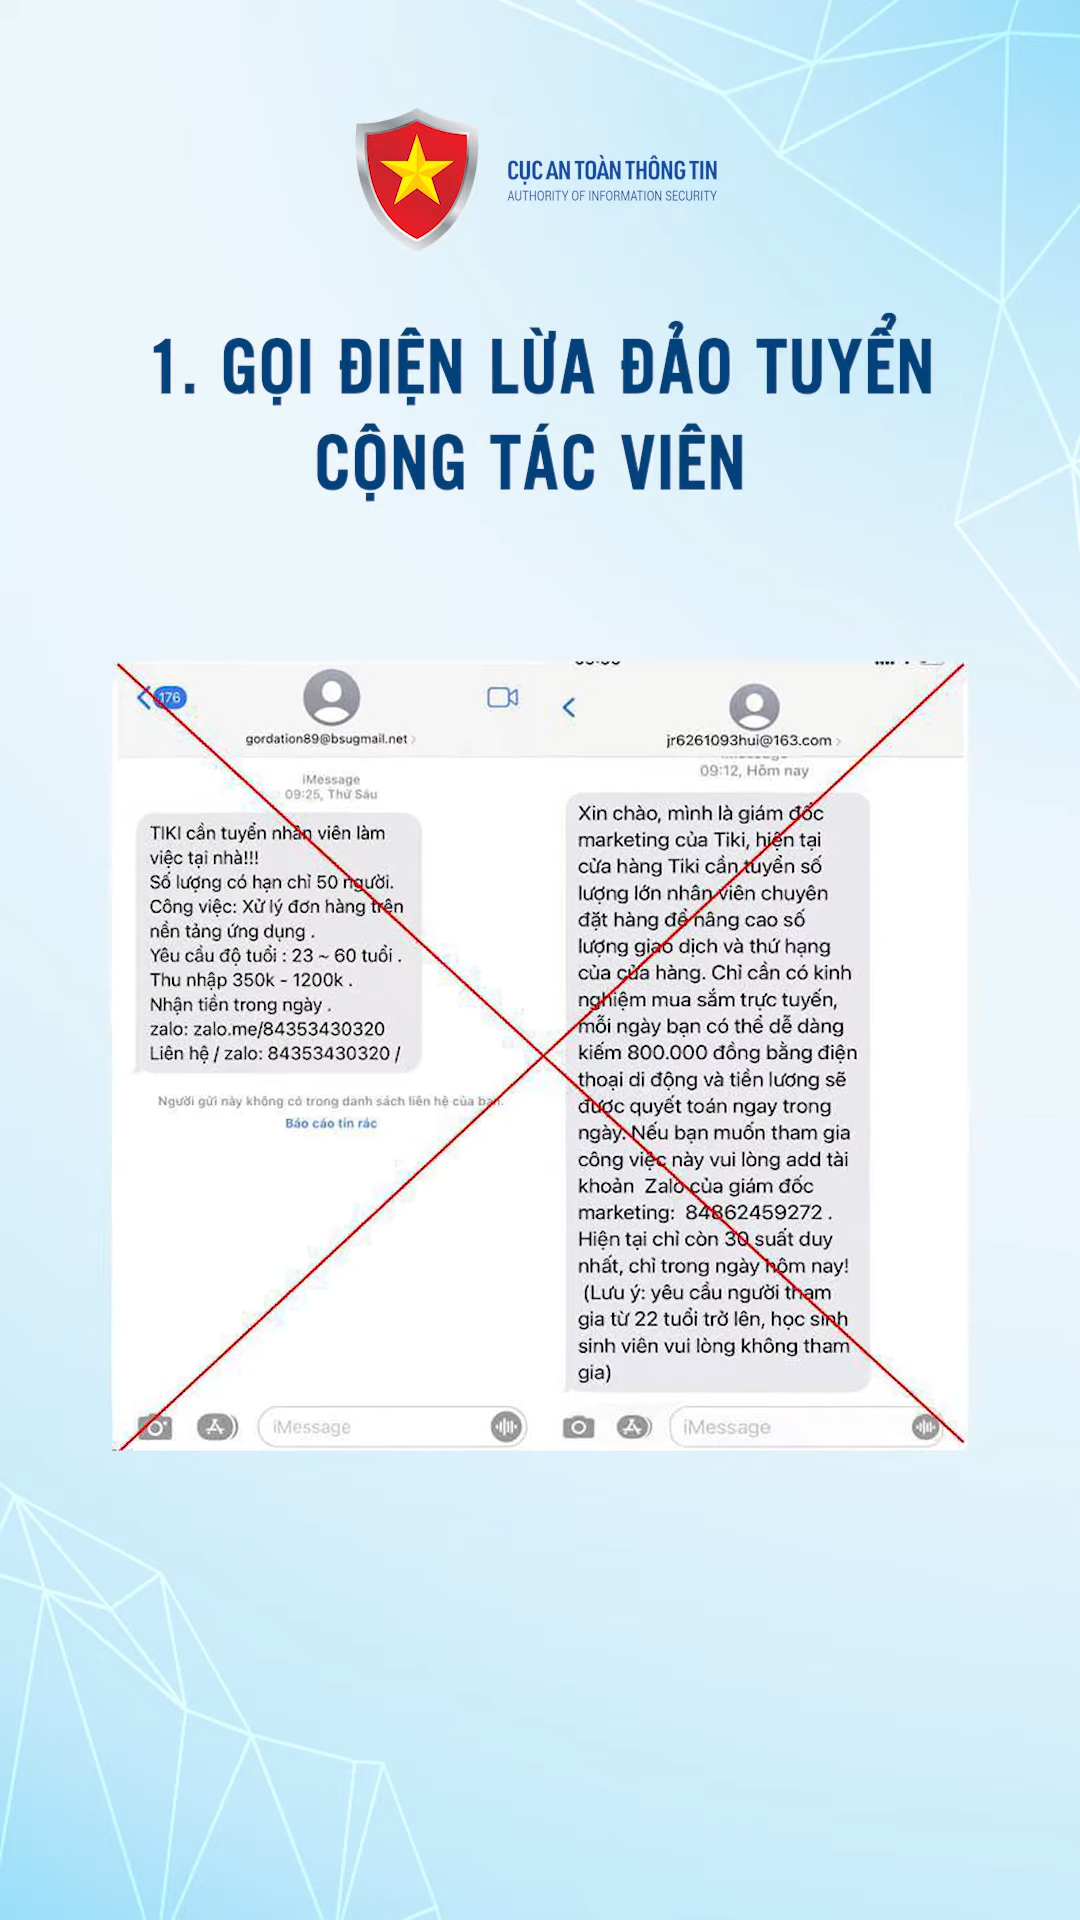 CỤC AN TOÀN THÔNG TIN
AUTHORITY OF INFORMATION SECURITY
1. GỌI ĐIỆN LỪA ĐẢO TUYỂN
CỘNG TÁC VIÊN
176
gordation89@bsugmail.net
iMessage
09:25, Thứ Sáu
TIKI cần tuyển nhân viên làm
việc tại nhà!!!
Số lượng có hạn chỉ 50 người.
Công việc: Xử lý đơn hàng trên
nền tảng ứng dụng .
Yêu cầu độ tuổi : 23 ~ 60 tuổi .
Thu nhập 350k - 1200k .
Nhận tiền trong ngày .
zalo: zalo.me/84353430320
Liên hệ / zalo: 84353430320 /
Người gửi này không có trong danh sách liên hệ của bạn.
Báo cáo tin rác
iMessage
jr6261093hui@163.com
09:12, Hôm nay
Xin chào, mình là giám đốc
marketing của Tiki, hiện tại
cửa hàng Tiki cần tuyển số
lượng lớn nhân viên chuyên
đặt hàng để nâng cao số
lượng giao dịch và thứ hạng
của cửa hàng. Chỉ cần có kinh
nghiệm mua sắm trực tuyến,
mỗi ngày bạn có thể dễ dàng
kiếm 800.000 đồng bằng điện
thoại di động và tiền lương sẽ
được quyết toán ngay trong
ngày. Nếu bạn muốn tham gia
công việc này vui lòng add tài
khoản Zalo của giám đốc
marketing: 84862459272 .
Hiện tại chỉ còn 30 suất duy
nhất, chỉ trong ngày hôm nay!
(Lưu ý: yêu cầu người tham
gia từ 22 tuổi trở lên, học sinh
sinh viên vui lòng không tham
gia)
iMessage